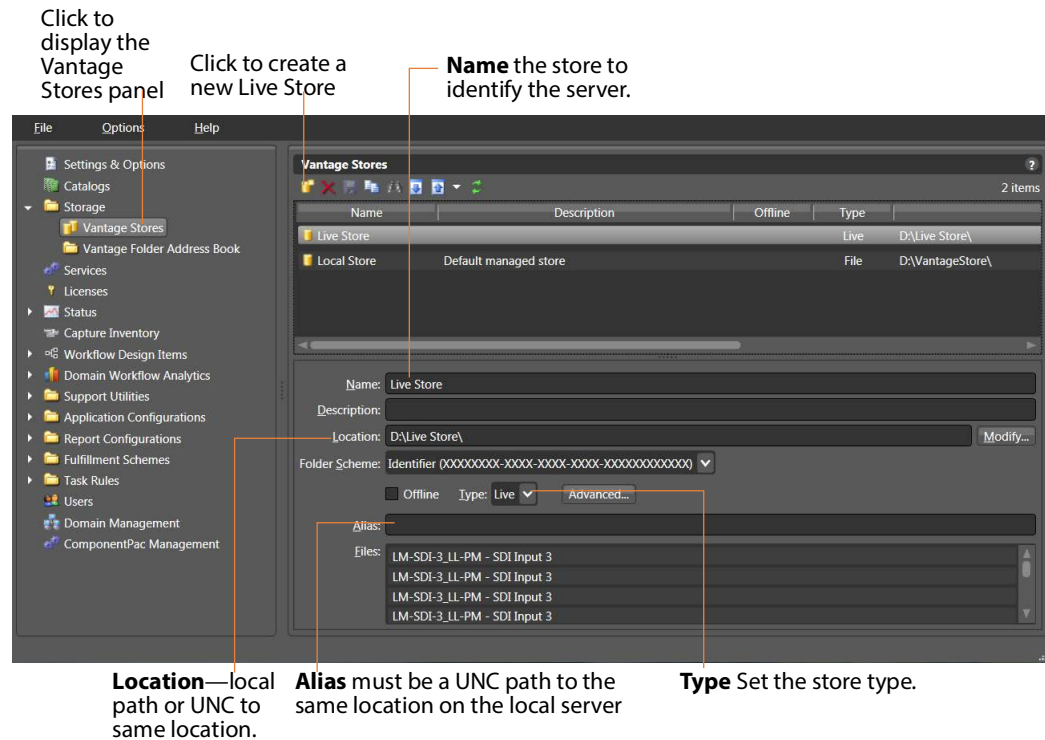 Click to
display the
Vantage
Stores panel
Click to create a
new Live Store
Name the store to
identify the server.
File Options Help
Settings & Options
Catalogs
Storage
Vantage Stores
Vantage Folder Address Book
Services
Licenses
Status
Capture Inventory
Workflow Design Items
Domain Workflow Analytics
Support Utilities
Application Configurations
Report Configurations
Fulfillment Schemes
Task Rules
Users
Domain Management
ComponentPac Management
Vantage Stores ?
2 items
Name Description Offline Type
Live Store Live D:\Live Store\
Local Store Default managed store File D:\VantageStore\
Name: Live Store
Description:
Location: D:\Live Store\ Modify...
Folder Scheme: Identifier (XXXXXXXX-XXXX-XXXX-XXXX-XXXXXXXXXXXX)
Offline Type: Live Advanced...
Alias:
Files: LM-SDI-3_LL-PM - SDI Input 3
LM-SDI-3_LL-PM - SDI Input 3
LM-SDI-3_LL-PM - SDI Input 3
LM-SDI-3_LL-PM - SDI Input 3
Location—local
path or UNC to
same location.
Alias must be a UNC path to the
same location on the local server
Type Set the store type.